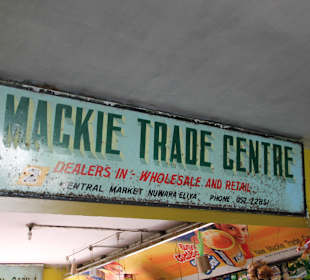 MACKIE TRADE CENTRE
DEALERS IN:- WHOLESALE AND RETAIL
CENTRAL MARKET NUWARA-ELIYA, PHONE 052-22851